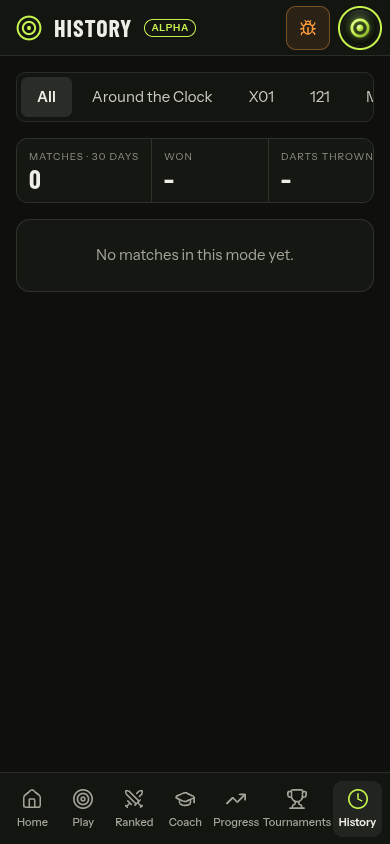 HISTORY ALPHA
All Around the Clock X01 121
MATCHES · 30 DAYS WON DARTS THROWN
0 – –
No matches in this mode yet.
Home Play Ranked Coach Progress Tournaments History